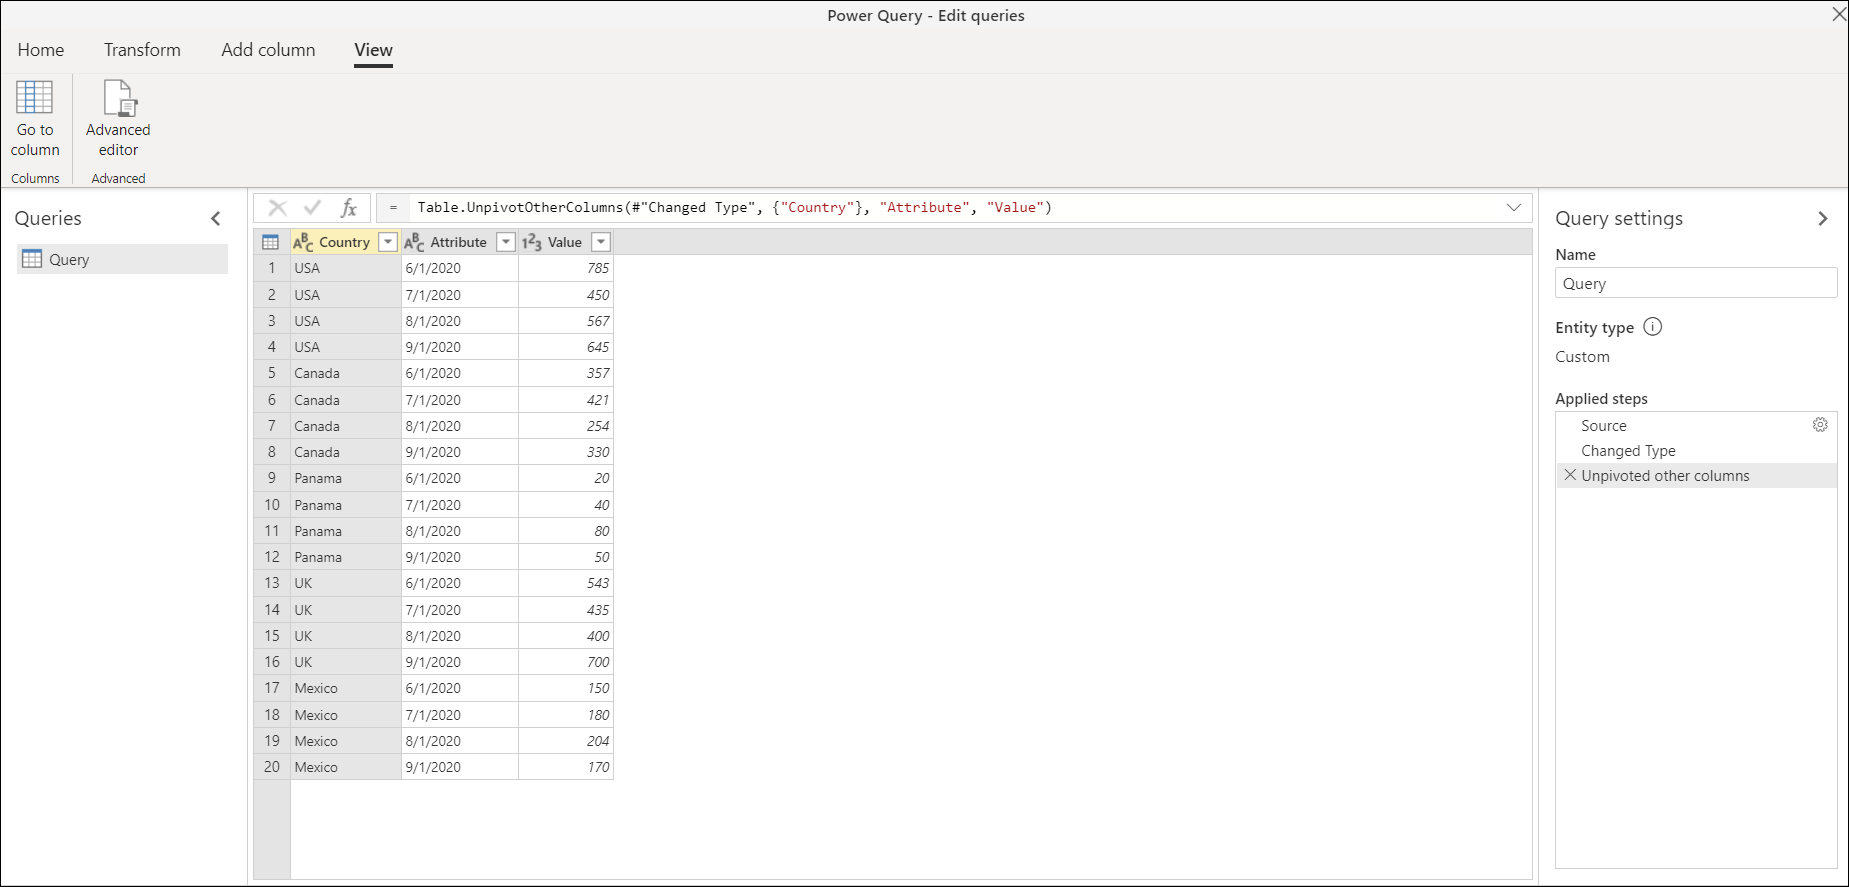 Power Query - Edit queries
Home Transform Add column View
Go to column
Advanced editor
Columns Advanced
Queries
Query
fx = Table.UnpivotOtherColumns(#"Changed Type", {"Country"}, "Attribute", "Value")
ABC Country ABC Attribute 123 Value
1 USA 6/1/2020 785
2 USA 7/1/2020 450
3 USA 8/1/2020 567
4 USA 9/1/2020 645
5 Canada 6/1/2020 357
6 Canada 7/1/2020 421
7 Canada 8/1/2020 254
8 Canada 9/1/2020 330
9 Panama 6/1/2020 20
10 Panama 7/1/2020 40
11 Panama 8/1/2020 80
12 Panama 9/1/2020 50
13 UK 6/1/2020 543
14 UK 7/1/2020 435
15 UK 8/1/2020 400
16 UK 9/1/2020 700
17 Mexico 6/1/2020 150
18 Mexico 7/1/2020 180
19 Mexico 8/1/2020 204
20 Mexico 9/1/2020 170
Query settings
Name
Query
Entity type
Custom
Applied steps
Source
Changed Type
Unpivoted other columns